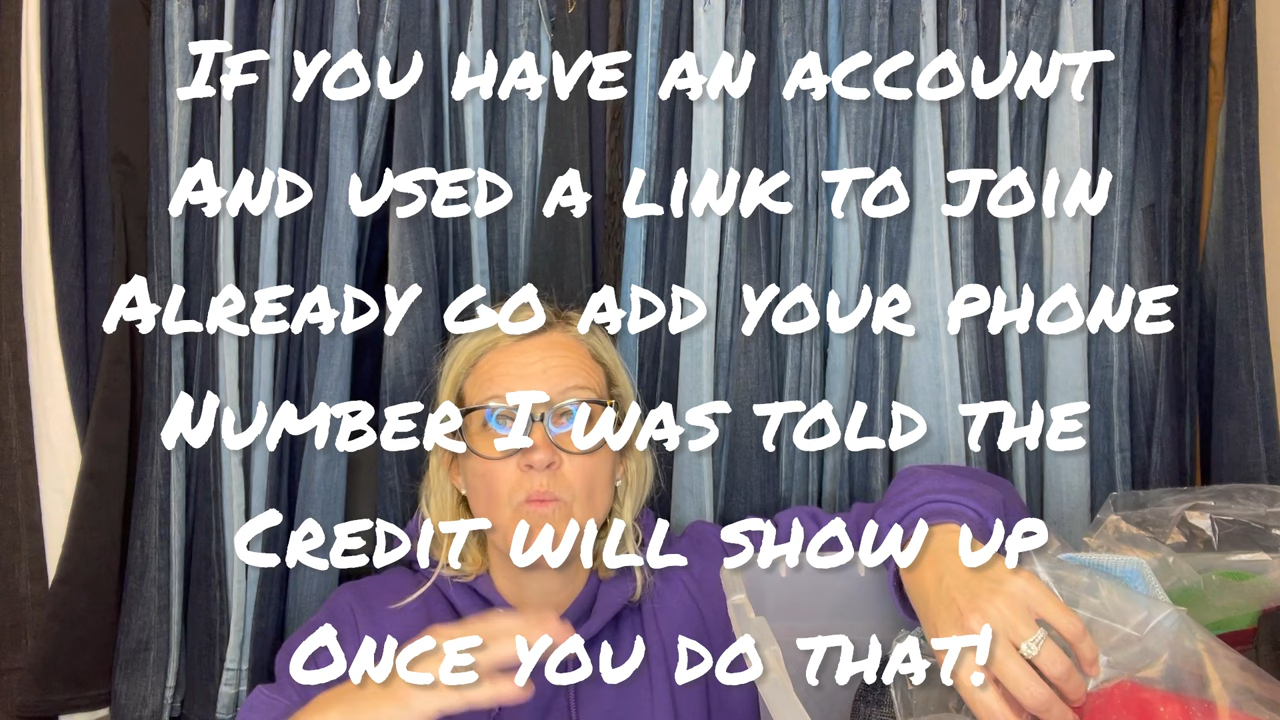 If you have an account
And used a link to join
Already go add your phone
Number I was told the
Credit will show up
Once you do that!